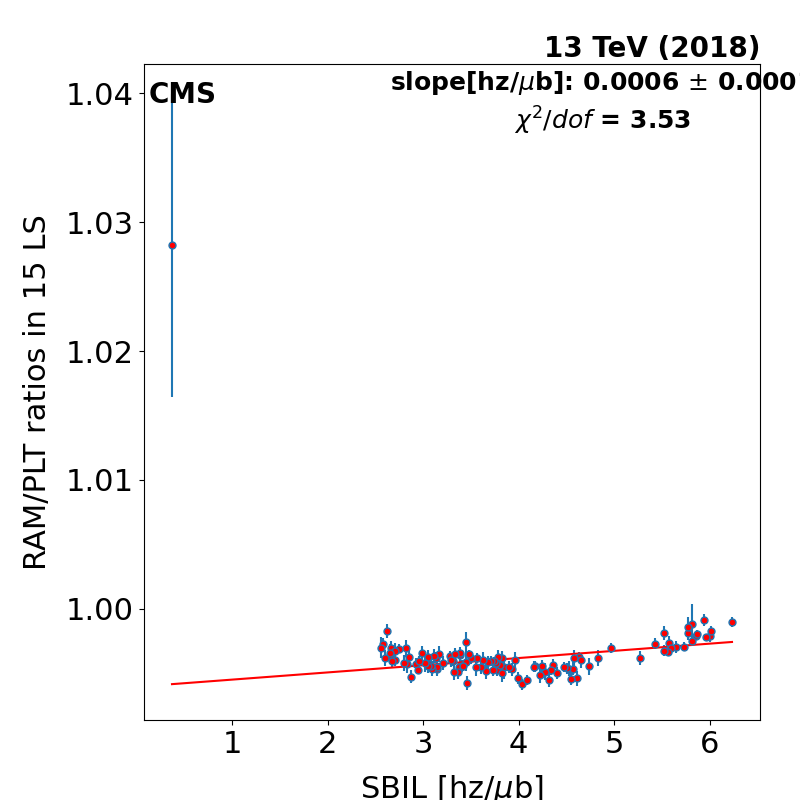 13 TeV (2018)
CMS
slope[hz/μb]: 0.0006 ± 0.000
χ²/dof = 3.53
RAM/PLT ratios in 15 LS
1.04
1.03
1.02
1.01
1.00
1 2 3 4 5 6
SBIL [hz/μb]